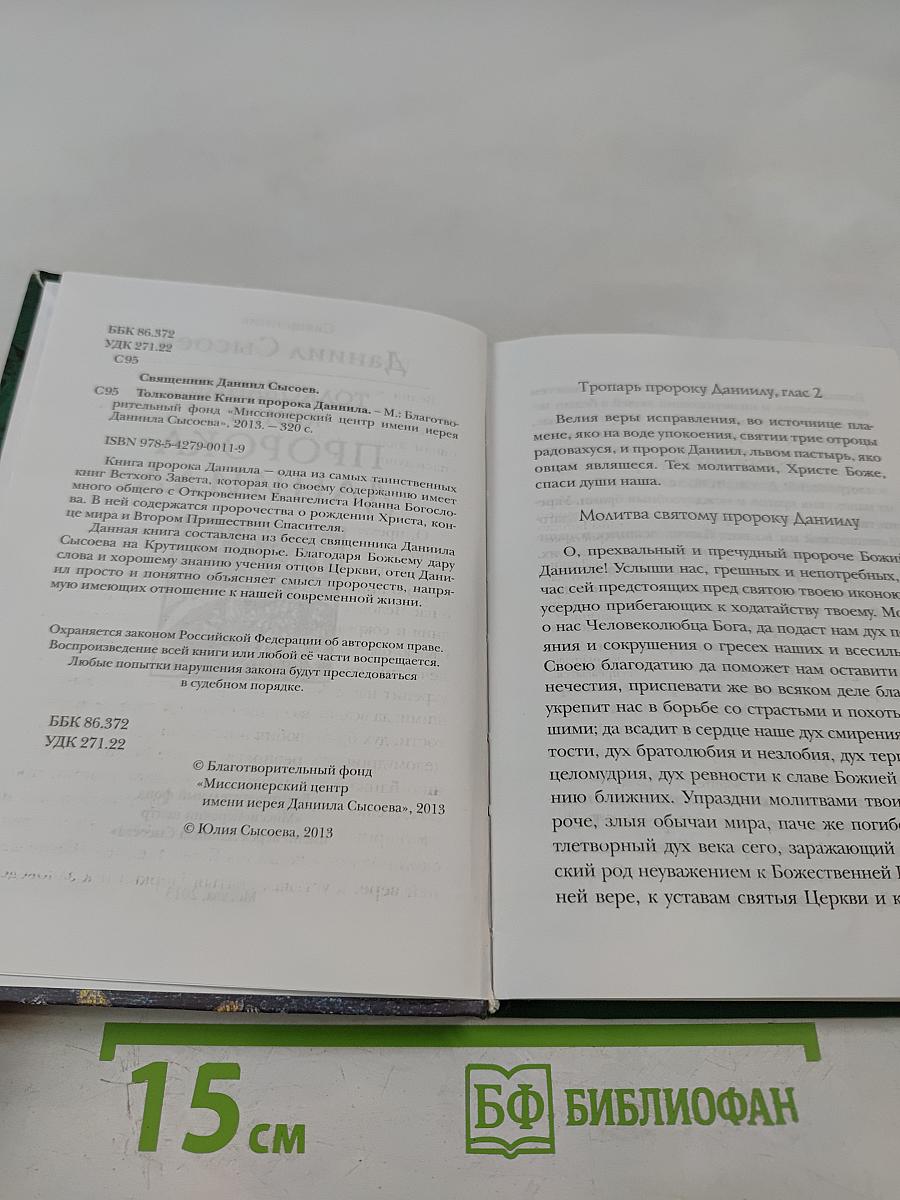 ББК 86.372
УДК 271.22
С95
Священник Даниил Сысоев.
С95 Толкование Книги пророка Даниила. – М.: Благотво-
рительный фонд «Миссионерский центр имени иерея
Даниила Сысоева», 2013. – 320 с.
ISBN 978-5-4279-0011-9
Книга пророка Даниила – одна из самых таинственных
книг Ветхого Завета, которая по своему содержанию имеет
много общего с Откровением Евангелиста Иоанна Богосло-
ва. В ней содержатся пророчества о рождении Христа, кон-
це мира и Втором Пришествии Спасителя.
Данная книга составлена из бесед священника Даниила
Сысоева на Крутицком подворье. Благодаря Божьему дару
слова и хорошему знанию учения отцов Церкви, отец Дани-
ил просто и понятно объясняет смысл пророчеств, напря-
мую имеющих отношение к нашей современной жизни.
Охраняется законом Российской Федерации об авторском праве.
Воспроизведение всей книги или любой её части воспрещается.
Любые попытки нарушения закона будут преследоваться
в судебном порядке.
ББК 86.372
УДК 271.22
© Благотворительный фонд
«Миссионерский центр
имени иерея Даниила Сысоева», 2013
© Юлия Сысоева, 2013
Тропарь пророку Даниилу, глас 2
Велия веры исправления, во источнице пла-
мене, яко на воде упокоения, святии трие отроцы
радовахуся, и пророк Даниил, львом пастырь, яко
овцам являшеся. Тех молитвами, Христе Боже,
спаси души наша.
Молитва святому пророку Даниилу
О, прехвальный и пречудный пророче Божий
Данииле! Услыши нас, грешных и непотребных,
час сей предстоящих пред святою твоею иконою
усердно прибегающих к ходатайству твоему. Мо
о нас Человеколюбца Бога, да подаст нам дух по
яния и сокрушения о гресех наших и всесиль
Своею благодатию да поможет нам оставити
нечестия, приспевати же во всяком деле бла
укрепит нас в борьбе со страстьми и похоть
шими; да всадит в сердце наше дух смирения
тости, дух братолюбия и незлобия, дух терп
целомудрия, дух ревности к славе Божией
нию ближних. Упраздни молитвами твои
роче, злыя обычаи мира, паче же погибе
тлетворный дух века сего, заражающий
ский род неуважением к Божественней П
ней вере, к уставам святыя Церкви и к
15 см
БФ БИБЛИОФАН